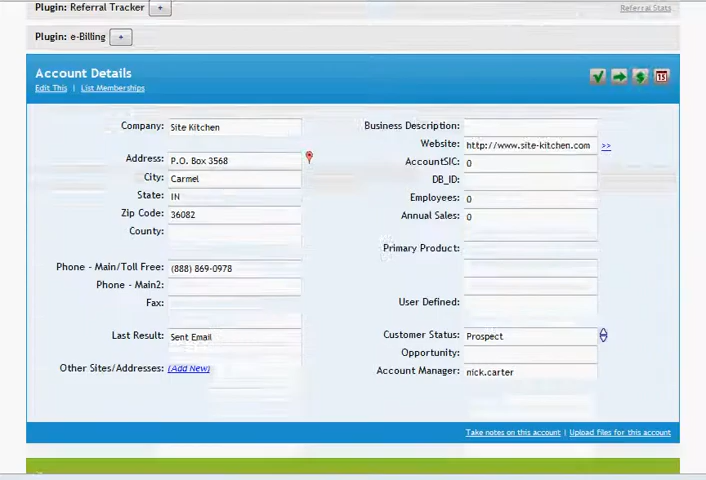 Plugin: Referral Tracker +
Referral Stats
Plugin: e-Billing +
Account Details
Edit This | List Memberships
15
Company: Site Kitchen
Address: P.O. Box 3568
City: Carmel
State: IN
Zip Code: 36082
County:
Phone - Main/Toll Free: (888) 869-0978
Phone - Main2:
Fax:
Last Result: Sent Email
Other Sites/Addresses: (Add New)
Business Description:
Website: http://www.site-kitchen.com >>
AccountSIC: 0
DB_ID:
Employees: 0
Annual Sales: 0
Primary Product:
User Defined:
Customer Status: Prospect
Opportunity:
Account Manager: nick.carter
Take notes on this account | Upload files for this account